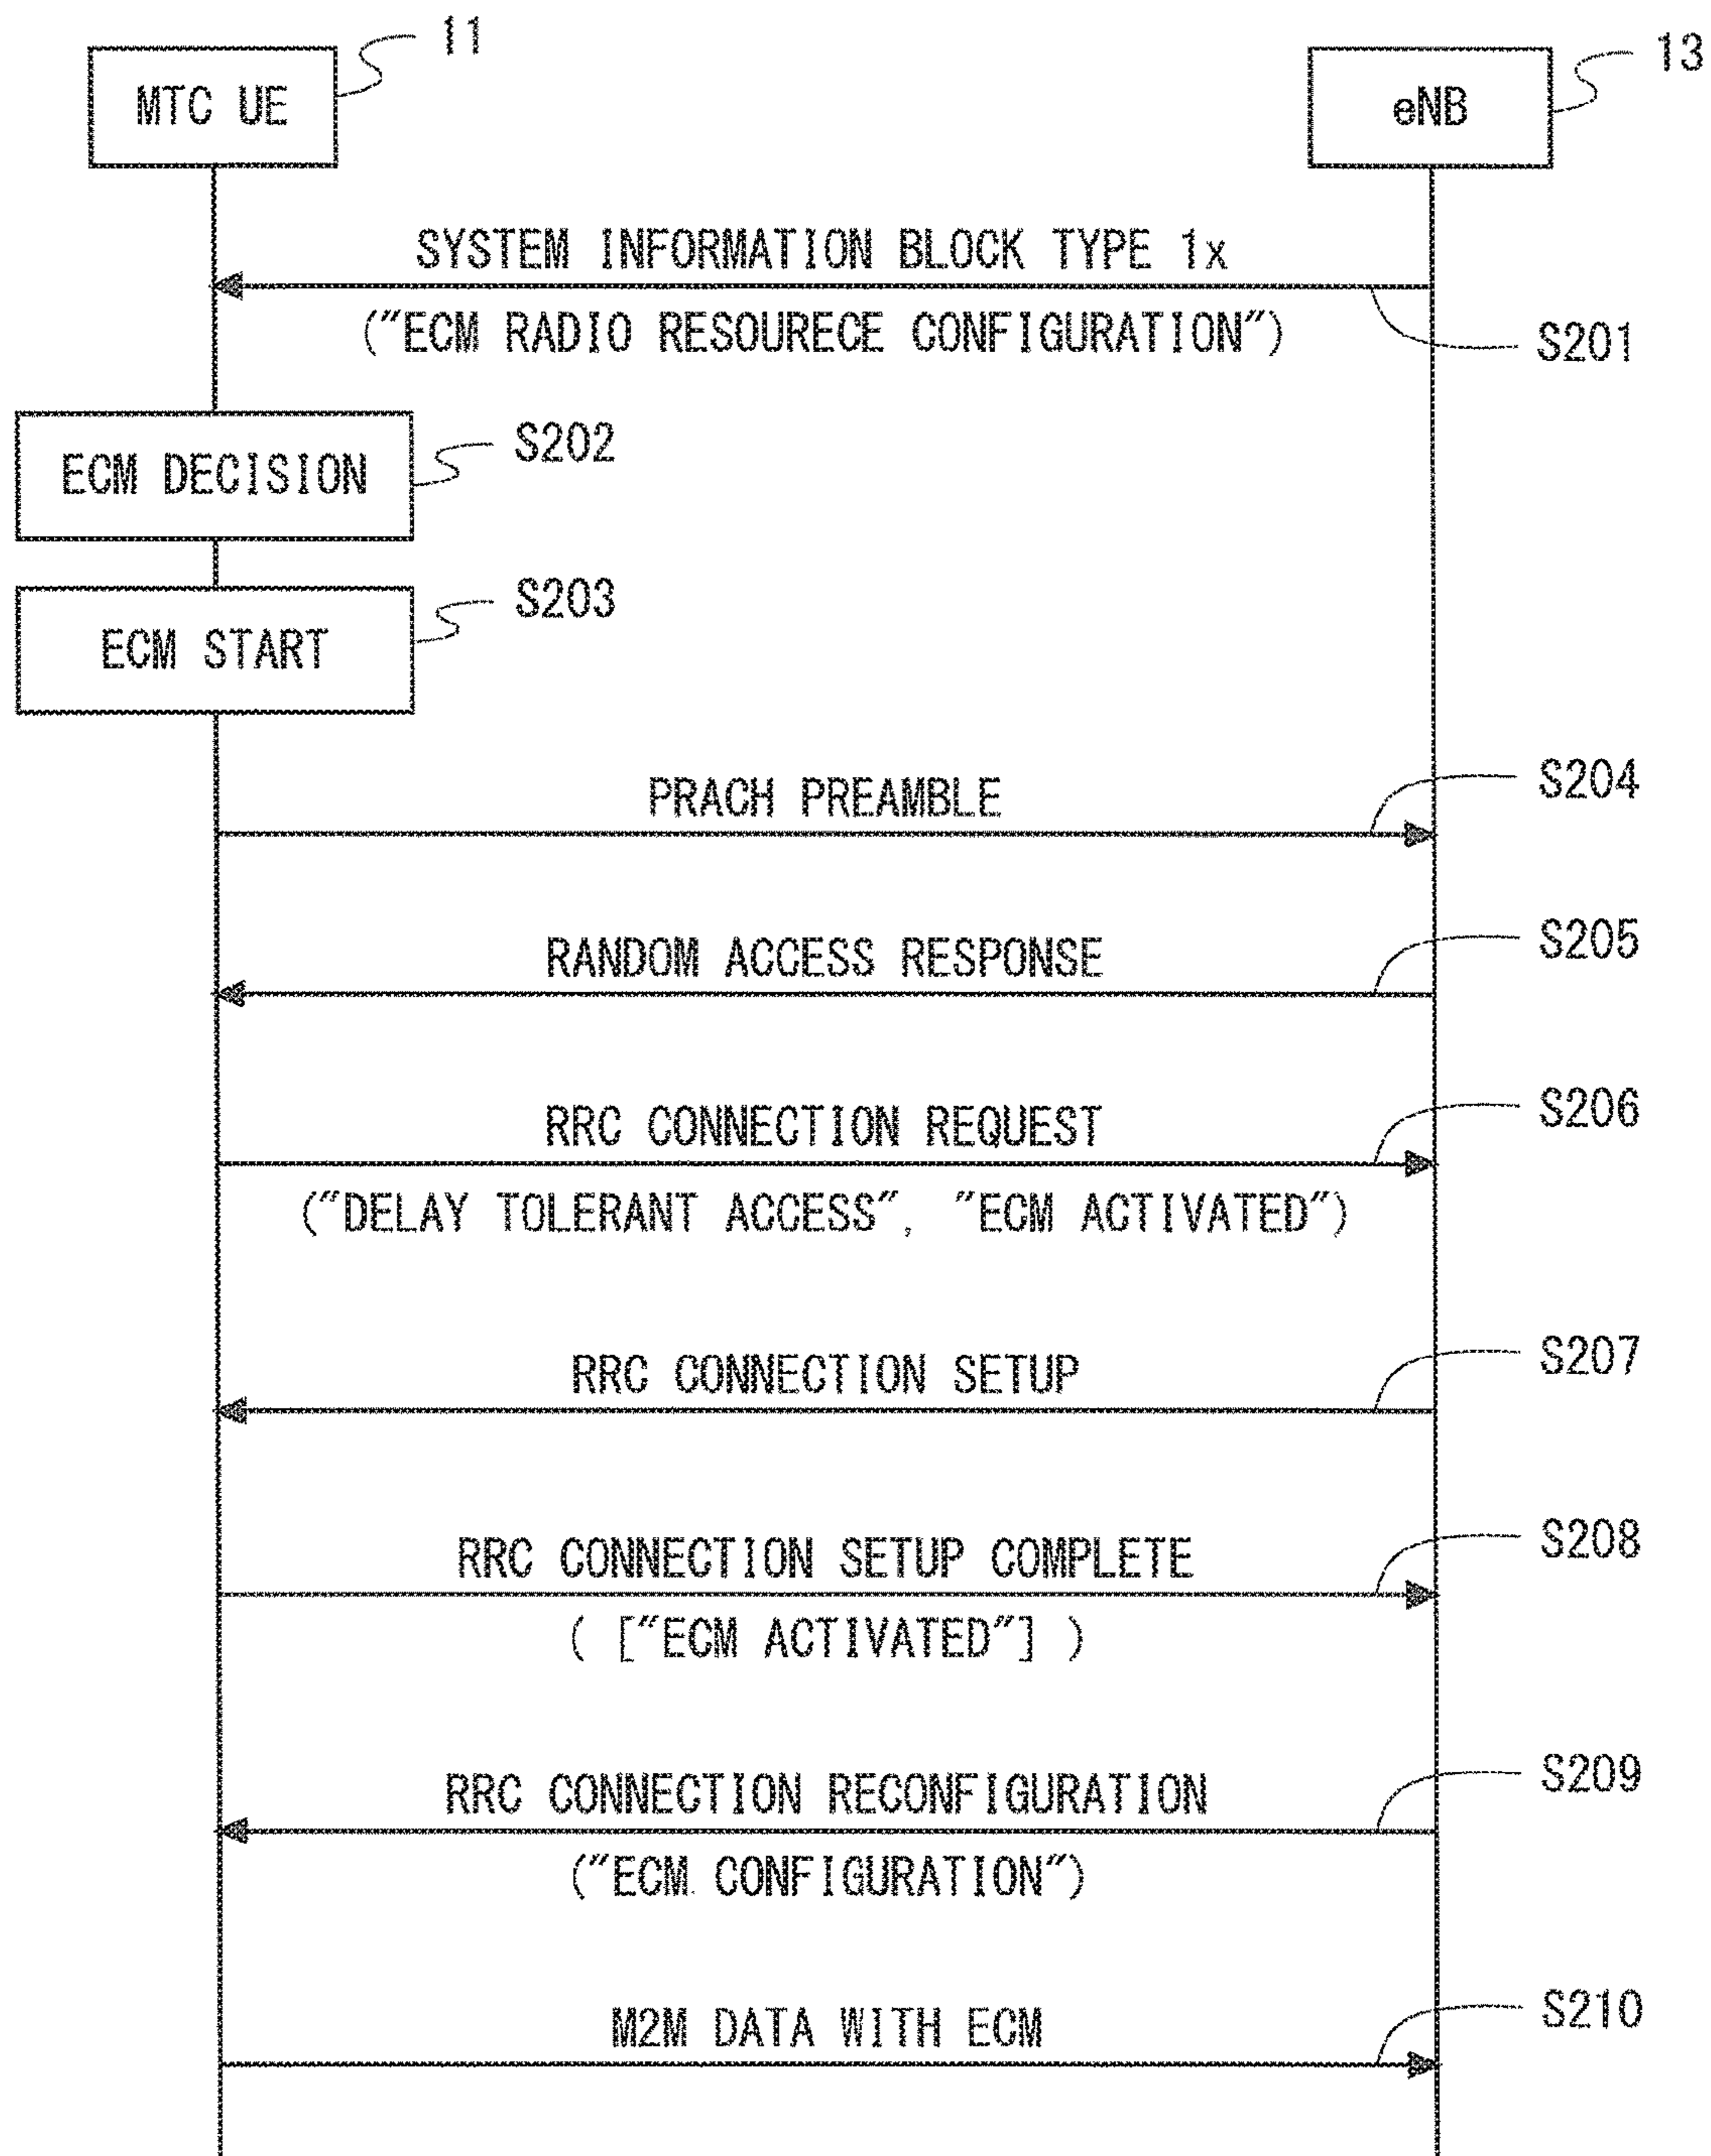 11
13
MTC UE
eNB
SYSTEM INFORMATION BLOCK TYPE 1x
("ECM RADIO RESOURECE CONFIGURATION")
S201
ECM DECISION
S202
ECM START
S203
PRACH PREAMBLE
S204
RANDOM ACCESS RESPONSE
S205
RRC CONNECTION REQUEST
S206
("DELAY TOLERANT ACCESS", "ECM ACTIVATED")
RRC CONNECTION SETUP
S207
RRC CONNECTION SETUP COMPLETE
S208
( ["ECM ACTIVATED"] )
RRC CONNECTION RECONFIGURATION
S209
("ECM CONFIGURATION")
M2M DATA WITH ECM
S210